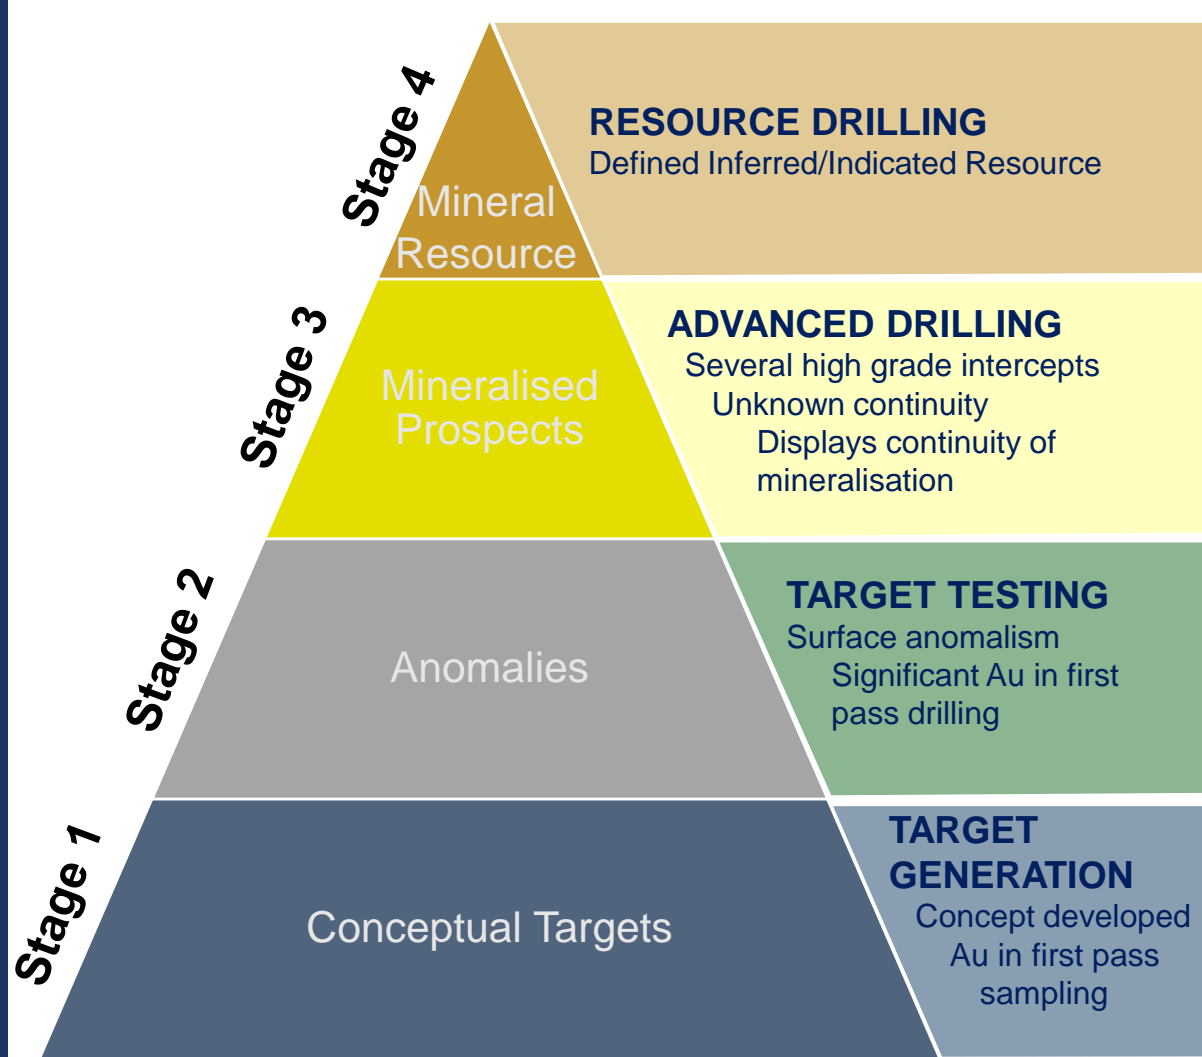 Stage 4
Mineral
Resource
RESOURCE DRILLING
Defined Inferred/Indicated Resource
Stage 3
Mineralised
Prospects
ADVANCED DRILLING
Several high grade intercepts
Unknown continuity
Displays continuity of
mineralisation
Stage 2
Anomalies
TARGET TESTING
Surface anomalism
Significant Au in first
pass drilling
Stage 1
Conceptual Targets
TARGET
GENERATION
Concept developed
Au in first pass
sampling